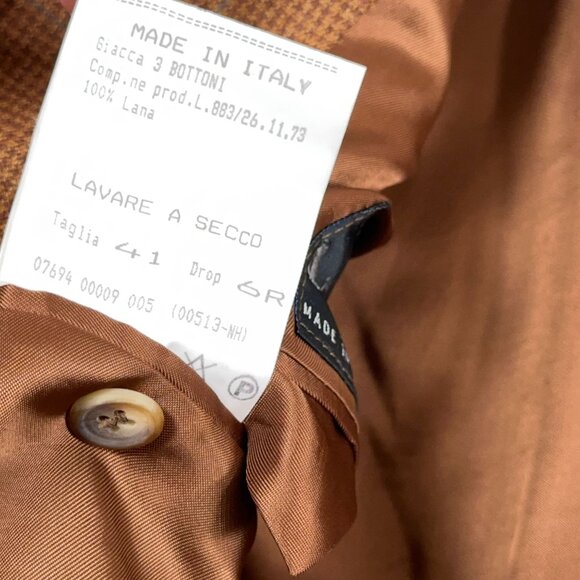 MADE IN ITALY
Giacca 3 BOTTONI
Comp.ne prod.L.883/26.11.73
100% Lana
LAVARE A SECCO
Taglia 41 Drop 6R
07694 00009 005 (00513-NH)
P
MADE